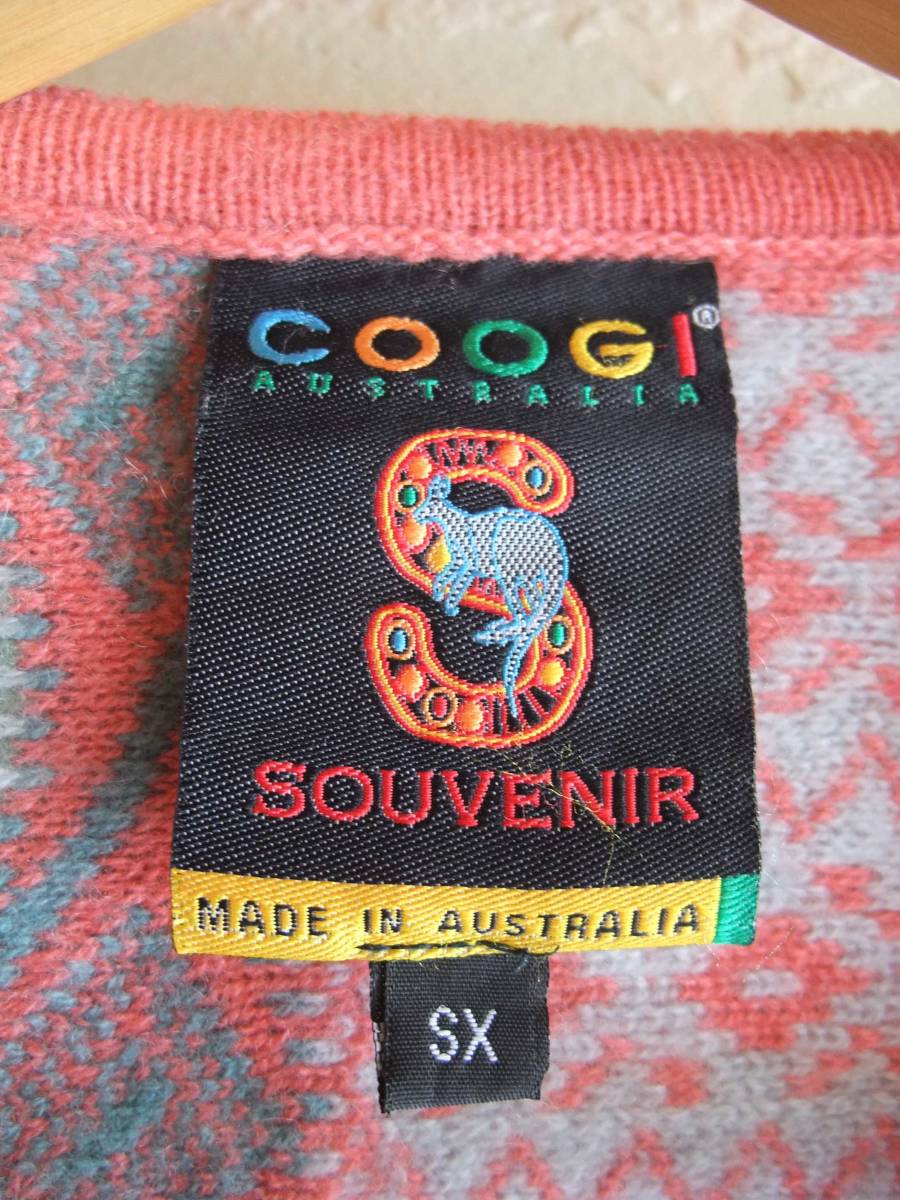 COOGI®
AUSTRALIA
S
SOUVENIR
MADE IN AUSTRALIA
SX